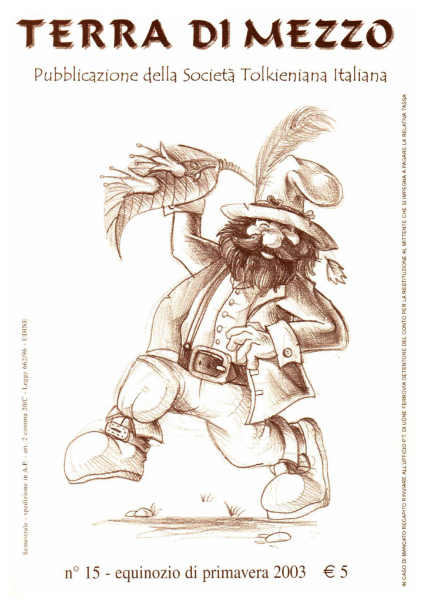 TERRA DI MEZZO
Pubblicazione della Società Tolkieniana Italiana
IN CASO DI MANCATO RECAPITO RINVIARE ALL'UFFICIO P.T. DI UDINE FERROVIA DETENTORE DEL CONTO PER LA RESTITUZIONE AL MITTENTE CHE SI IMPEGNA A PAGARE LA RELATIVA TASSA
Semestrale - spedizione in A.P. - art. 2 comma 20/C - Legge 662/96 - UDINE
n° 15 - equinozio di primavera 2003 € 5